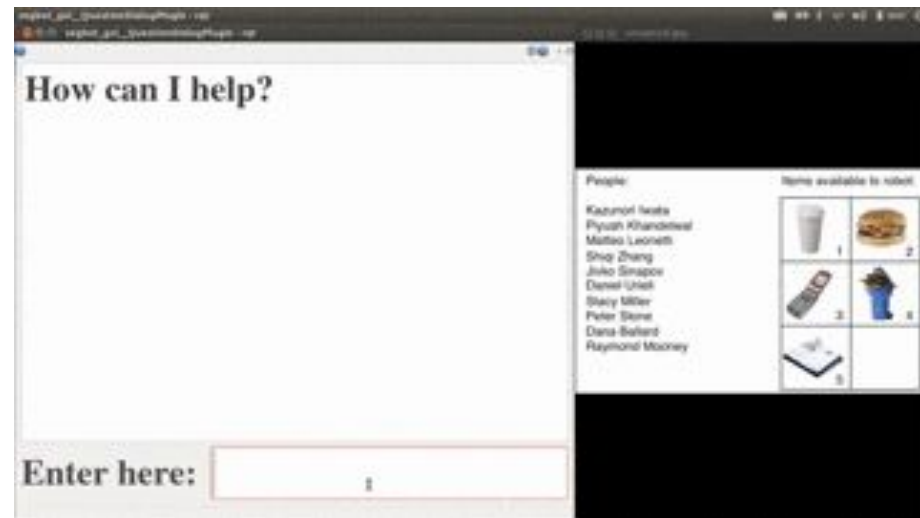 How can I help?
Enter here:
People:
Items available to robot:
Kazunori Iwata
Piyush Khandelwal
Matteo Leonetti
Shiqi Zhang
Jivko Sinapov
Daniel Urieli
Stacy Miller
Peter Stone
Dana Ballard
Raymond Mooney
1
2
3
4
5